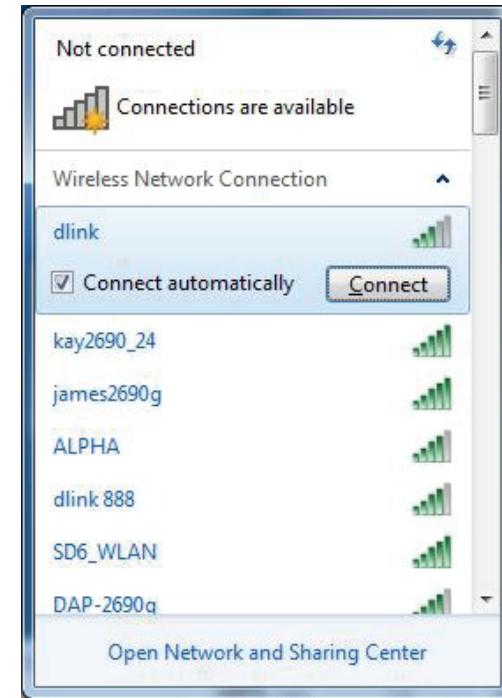 Not connected
Connections are available
Wireless Network Connection
dlink
Connect automatically Connect
kay2690_24
james2690g
ALPHA
dlink 888
SD6_WLAN
DAP-2690g
Open Network and Sharing Center